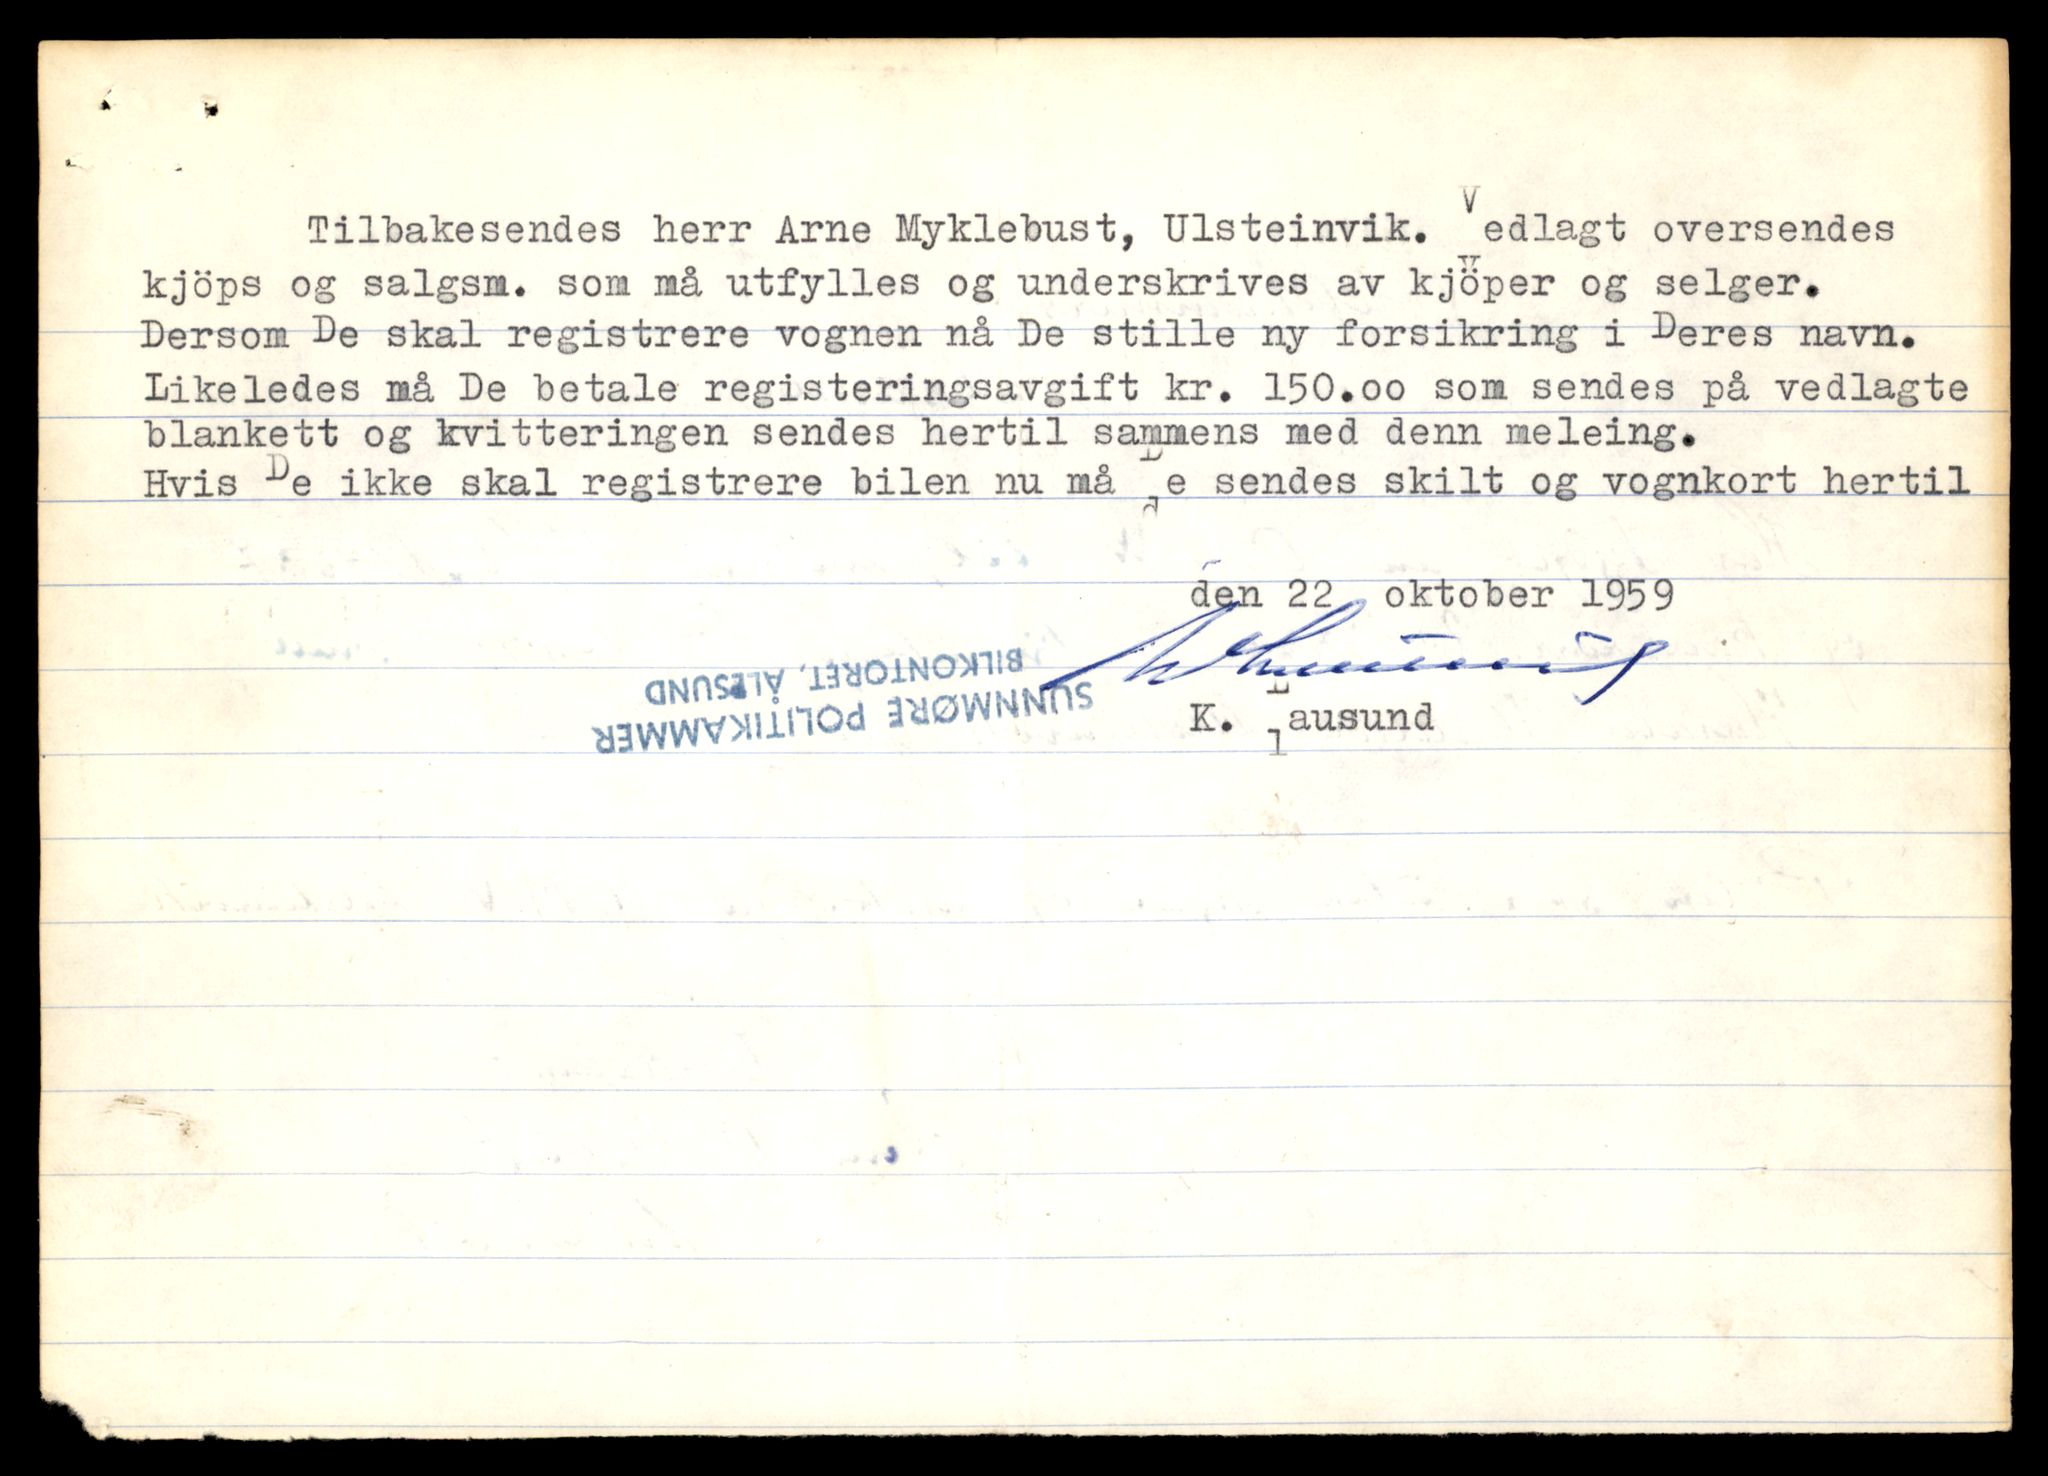 Tilbakesendes herr Arne Myklebust, Ulsteinvik. Vedlagt oversendes
kjöps og salgsm. som må utfylles og underskrives av kjöper og selger.
Dersom De skal registrere vognen nå De stille ny forsikring i Deres navn.
Likeledes må De betale registeringsavgift kr. 150.oo som sendes på vedlagte
blankett og kvitteringen sendes hertil sammens med denn meleing.
Hvis De ikke skal registrere bilen nu må De sendes skilt og vognkort hertil
den 22 oktober 1959
SUNNMØRE POLITIKAMMER
BILKONTORET, ÅLESUND
K. Lausund